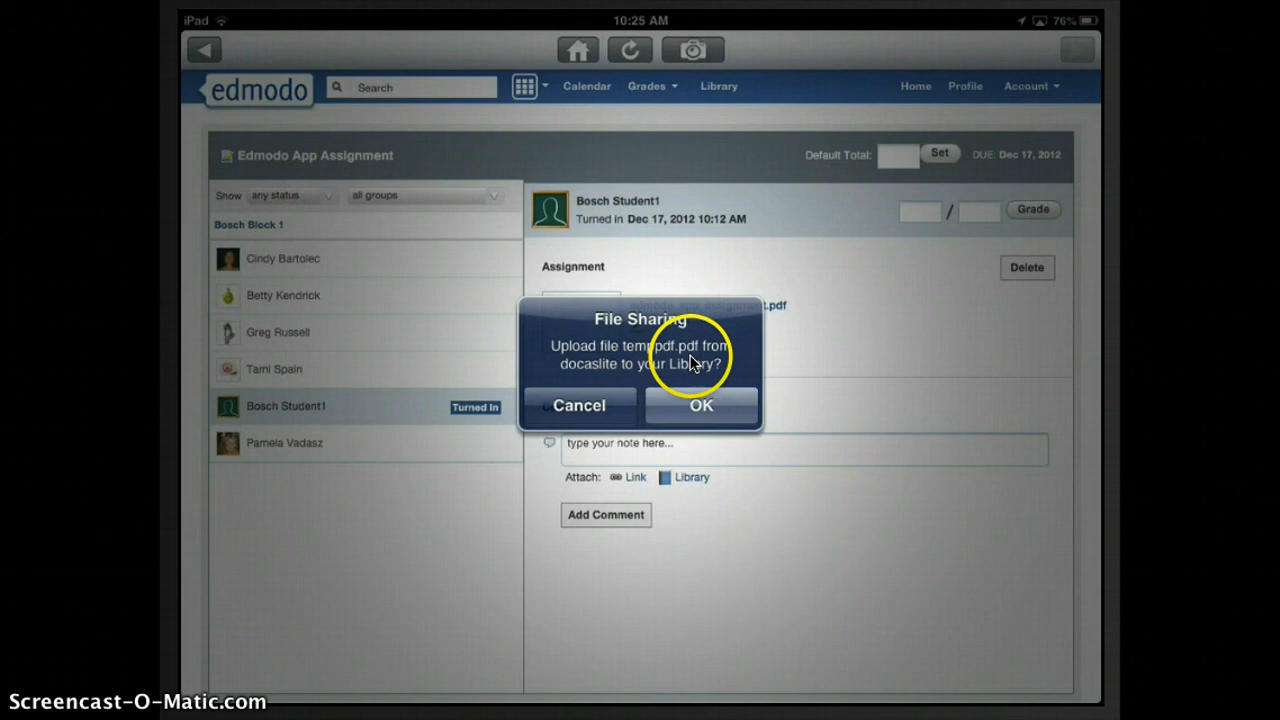 iPad
10:25 AM
76%
edmodo
Search
Calendar
Grades
Library
Home
Profile
Account
Edmodo App Assignment
Default Total:
Set
DUE: Dec 17, 2012
Show any status
all groups
Bosch Block 1
Cindy Bartolec
Betty Kendrick
Greg Russell
Tami Spain
Bosch Student1
Turned In
Pamela Vadasz
Bosch Student1
Turned in Dec 17, 2012 10:12 AM
/
Grade
Assignment
Delete
.pdf
File Sharing
Upload file temppdf.pdf from
docaslite to your Library?
Cancel
OK
type your note here...
Attach: Link Library
Add Comment
Screencast-O-Matic.com